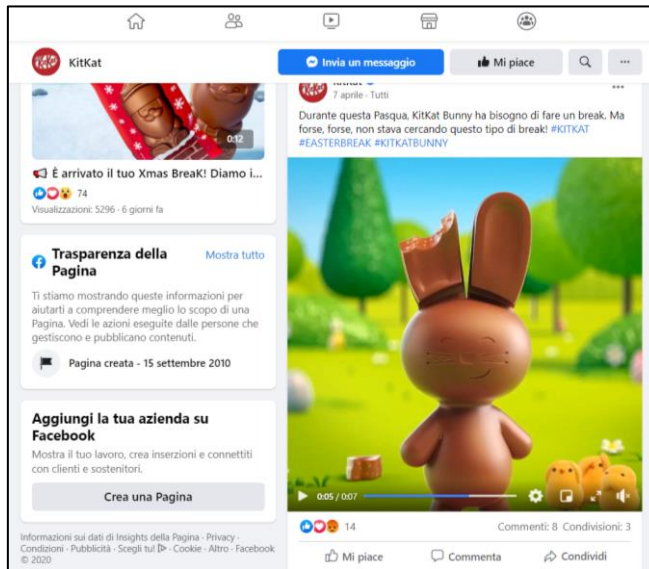 KitKat
Invia un messaggio
Mi piace
KitKat
7 aprile · Tutti
Durante questa Pasqua, KitKat Bunny ha bisogno di fare un break. Ma
forse, forse, non stava cercando questo tipo di break! #KITKAT
#EASTERBREAK #KITKATBUNNY
0:12
È arrivato il tuo Xmas BreaK! Diamo i...
74
Visualizzazioni: 5296 · 6 giorni fa
Trasparenza della
Pagina
Mostra tutto
Ti stiamo mostrando queste informazioni per
aiutarti a comprendere meglio lo scopo di una
Pagina. Vedi le azioni eseguite dalle persone che
gestiscono e pubblicano contenuti.
Pagina creata - 15 settembre 2010
Aggiungi la tua azienda su
Facebook
Mostra il tuo lavoro, crea inserzioni e connettiti
con clienti e sostenitori.
Crea una Pagina
Informazioni sui dati di Insights della Pagina · Privacy ·
Condizioni · Pubblicità · Scegli tu! · Cookie · Altro · Facebook
© 2020
0:05 / 0:07
14
Commenti: 8 Condivisioni: 3
Mi piace
Commenta
Condividi